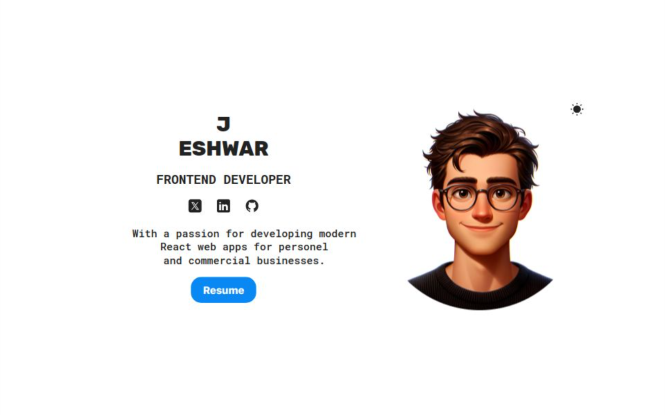 J
ESHWAR
FRONTEND DEVELOPER
With a passion for developing modern
React web apps for personel
and commercial businesses.
Resume